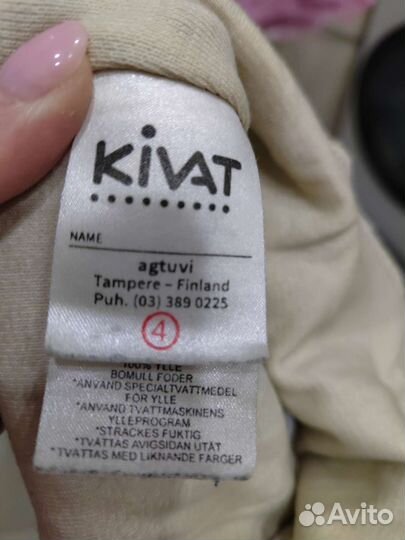 KiVAT
NAME
agtuvi
Tampere – Finland
Puh. (03) 389 0225
4
100% YLLE
BOMULL FODER
*ANVÄND SPECIALTVÄTTMEDEL
FÖR YLLE
*ANVÄND TVÄTTMASKINENS
YLLEPROGRAM
*STRÄCKES FUKTIG
*TVÄTTAS AVIGSIDAN UTÅT
*TVÄTTAS MED LIKNANDE FÄRGER
Avito